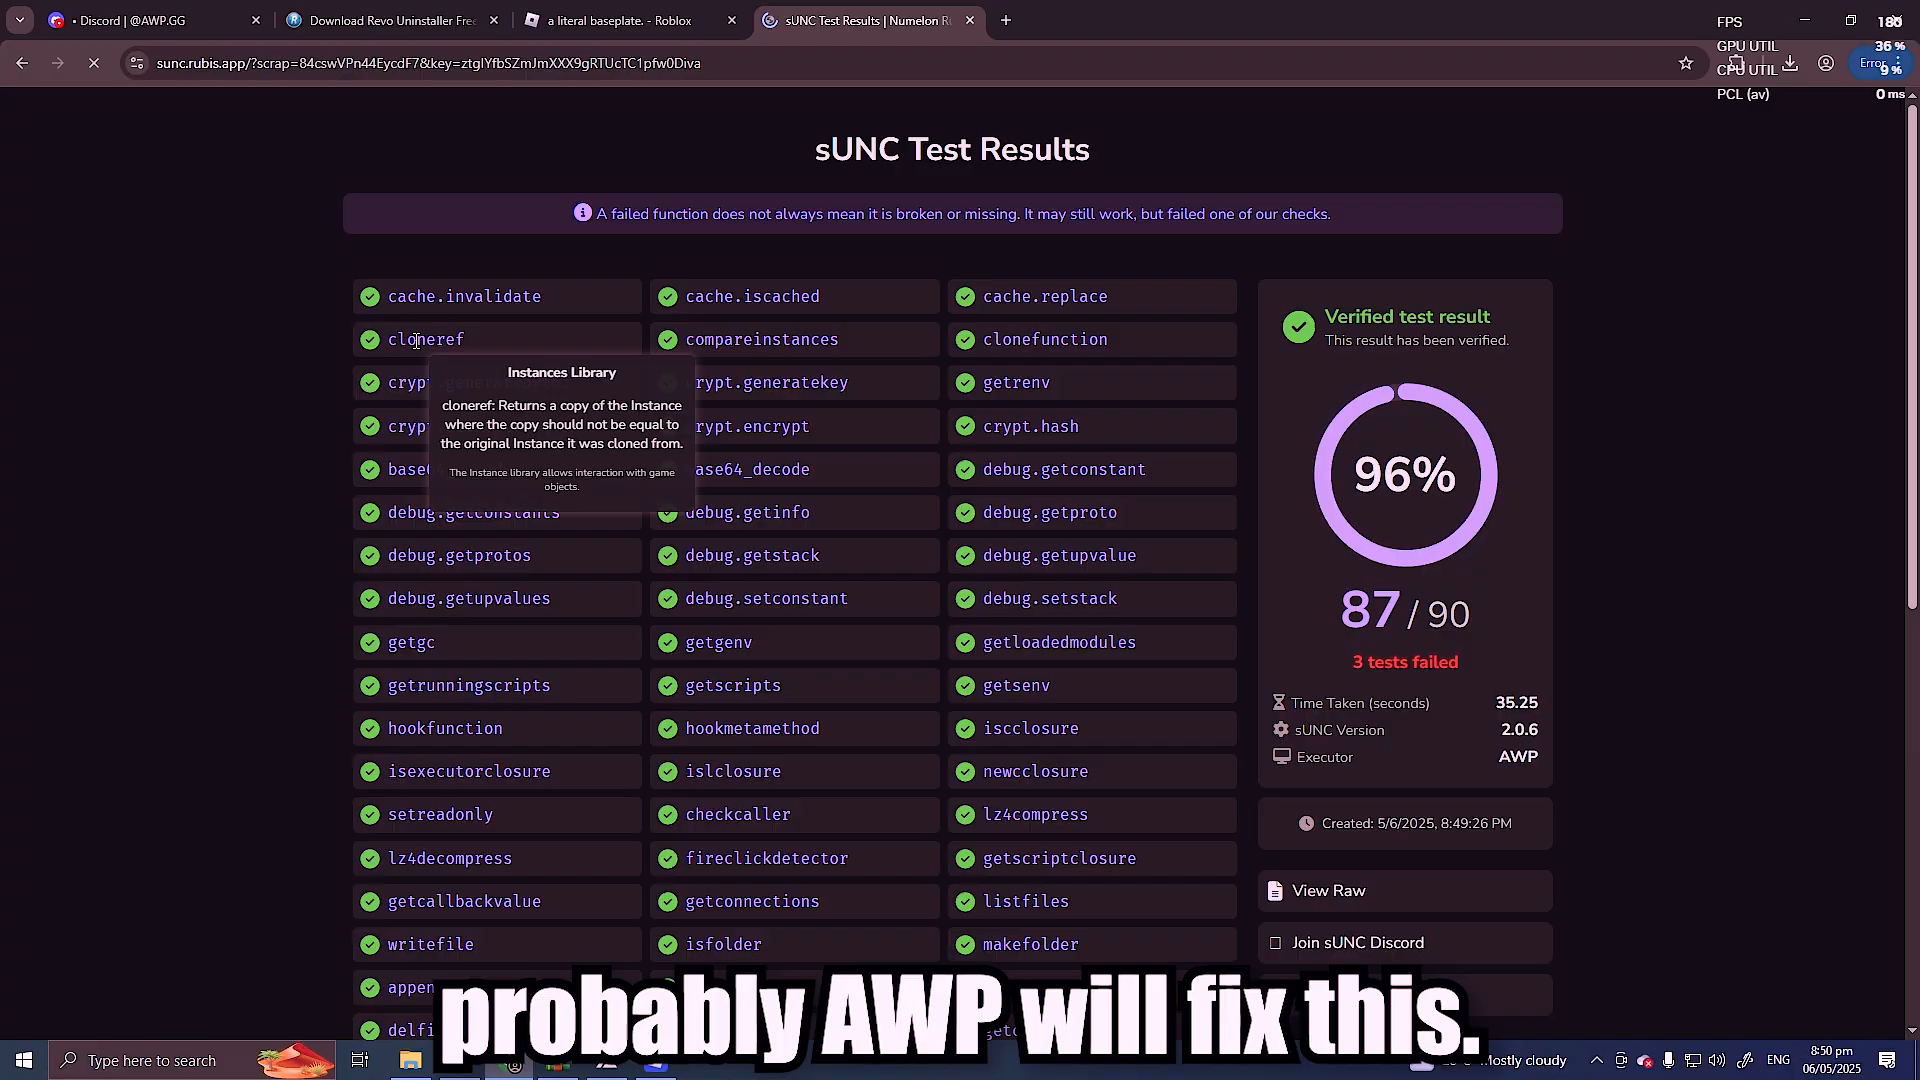 • Discord | @AWP.GG
Download Revo Uninstaller Free
a literal baseplate. - Roblox
sUNC Test Results | Numelon Ru
FPS 180
GPU UTIL 36 %
CPU UTIL 9 %
PCL (av) 0 ms
sunc.rubis.app/?scrap=84cswVPn44EycdF7&key=ztgIYfbSZmJmXXX9gRTUcTC1pfw0Diva
Error
sUNC Test Results
A failed function does not always mean it is broken or missing. It may still work, but failed one of our checks.
cache.invalidate
cache.iscached
cache.replace
cloneref
compareinstances
clonefunction
crypt.generatekey
getrenv
crypt.encrypt
crypt.hash
base64_decode
debug.getconstant
debug.getconstants
debug.getinfo
debug.getproto
debug.getprotos
debug.getstack
debug.getupvalue
debug.getupvalues
debug.setconstant
debug.setstack
getgc
getgenv
getloadedmodules
getrunningscripts
getscripts
getsenv
hookfunction
hookmetamethod
iscclosure
isexecutorclosure
islclosure
newcclosure
setreadonly
checkcaller
lz4compress
lz4decompress
fireclickdetector
getscriptclosure
getcallbackvalue
getconnections
listfiles
writefile
isfolder
makefolder
appen
delfi
Instances Library
cloneref: Returns a copy of the Instance
where the copy should not be equal to
the original Instance it was cloned from.
The Instance library allows interaction with game
objects.
Verified test result
This result has been verified.
96%
87 / 90
3 tests failed
Time Taken (seconds) 35.25
sUNC Version 2.0.6
Executor AWP
Created: 5/6/2025, 8:49:26 PM
View Raw
Join sUNC Discord
probably AWP will fix this.
Type here to search
Mostly cloudy
ENG
8:50 pm
06/05/2025